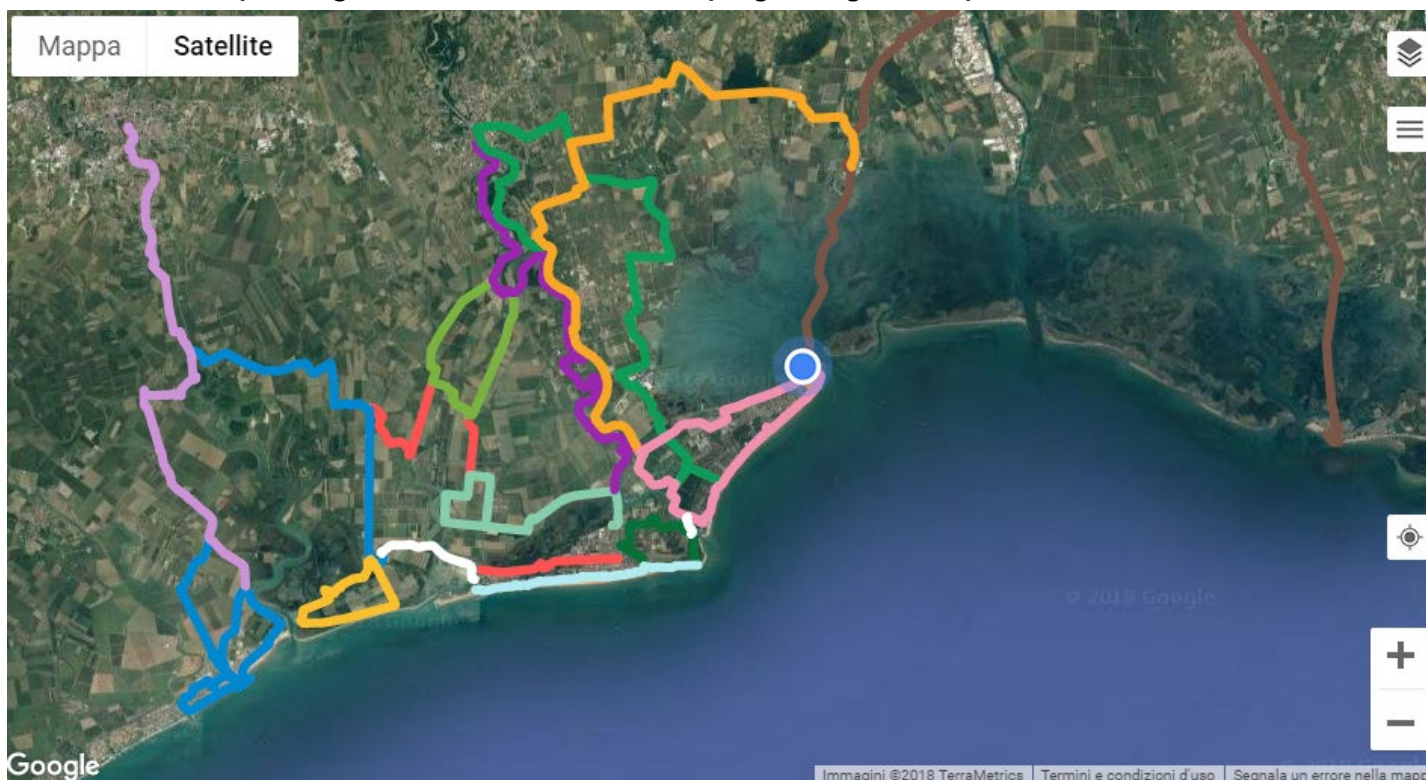 Mappa
Satellite
© 2018 Google
Google
Immagini ©2018 TerraMetrics
Termini e condizioni d'uso
Segnala un errore nella mappa